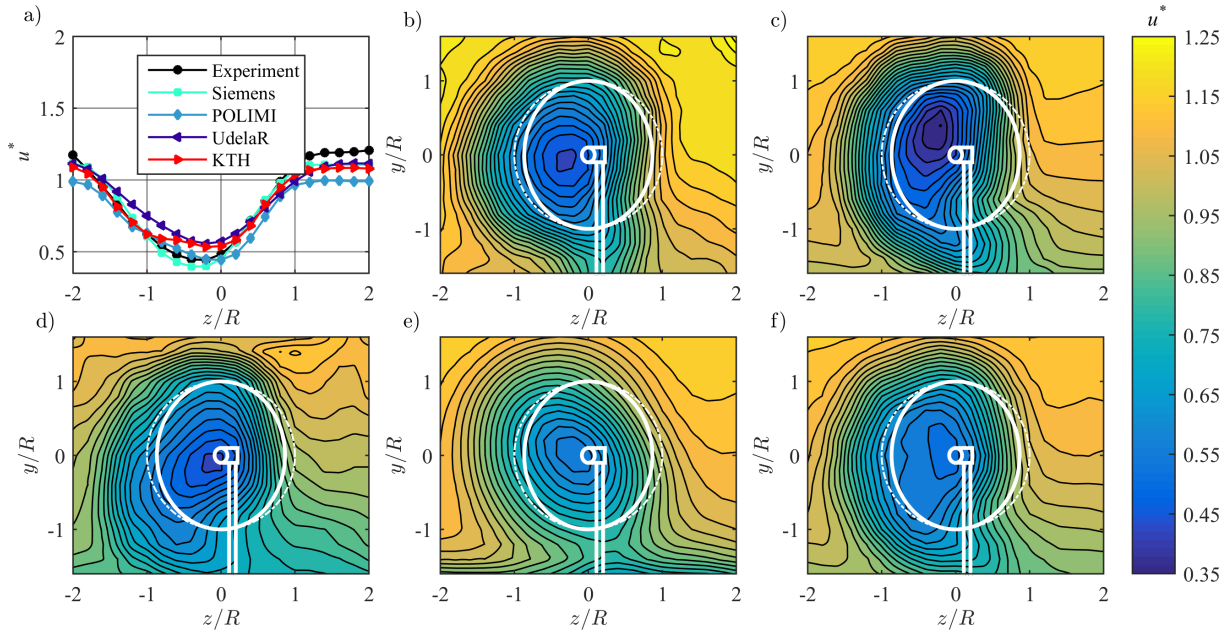 a)
2
1.5
1
0.5
u*
Experiment
Siemens
POLIMI
UdelaR
KTH
-2 -1 0 1 2
z/R
b)
1
0
-1
y/R
-2 -1 0 1 2
z/R
c)
1
0
-1
y/R
-2 -1 0 1 2
z/R
d)
1
0
-1
y/R
-2 -1 0 1 2
z/R
e)
1
0
-1
y/R
-2 -1 0 1 2
z/R
f)
1
0
-1
y/R
-2 -1 0 1 2
z/R
u*
1.25
1.15
1.05
0.95
0.85
0.75
0.65
0.55
0.45
0.35